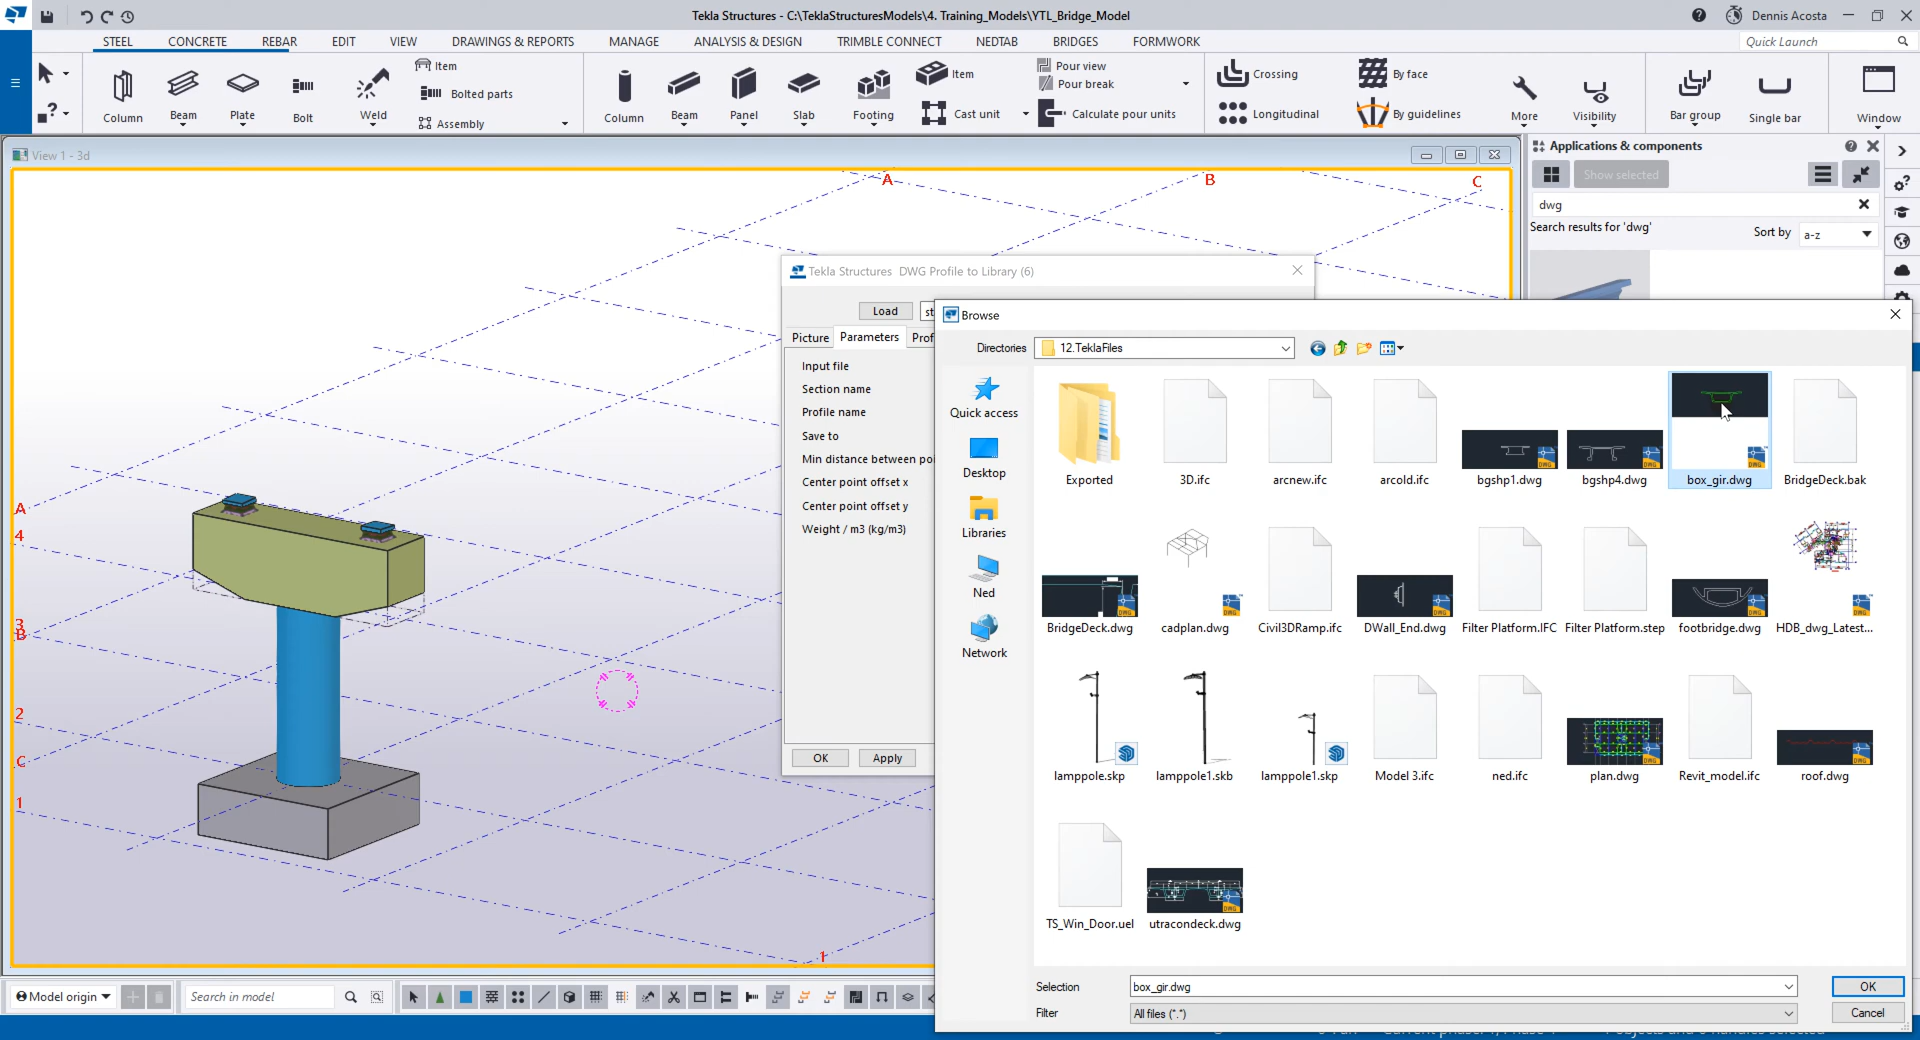 Tekla Structures - C:\TeklaStructuresModels\4. Training_Models\YTL_Bridge_Model
Dennis Acosta
STEEL CONCRETE REBAR EDIT VIEW DRAWINGS & REPORTS MANAGE ANALYSIS & DESIGN TRIMBLE CONNECT NEDTAB BRIDGES FORMWORK
Quick Launch
Column Beam Plate Bolt Weld
Item
Bolted parts
Assembly
Column Beam Panel Slab Footing
Item
Cast unit
Pour view
Pour break
Calculate pour units
Crossing
Longitudinal
By face
By guidelines
More Visibility Bar group Single bar Window
View 1 - 3d
A B C
A
4
3
B
2
C
1
1
Applications & components
Show selected
dwg
Search results for 'dwg'
Sort by a-z
Tekla Structures DWG Profile to Library (6)
Load st
Picture Parameters Prof
Input file
Section name
Profile name
Save to
Min distance between poi
Center point offset x
Center point offset y
Weight / m3 (kg/m3)
OK Apply
Browse
Directories 12.TeklaFiles
Quick access
Desktop
Libraries
Ned
Network
Exported 3D.ifc arcnew.ifc arcold.ifc bgshp1.dwg bgshp4.dwg box_gir.dwg BridgeDeck.bak
BridgeDeck.dwg cadplan.dwg Civil3DRamp.ifc DWall_End.dwg Filter Platform.IFC Filter Platform.step footbridge.dwg HDB_dwg_Latest...
lamppole.skp lamppole1.skb lamppole1.skp Model 3.ifc ned.ifc plan.dwg Revit_model.ifc roof.dwg
TS_Win_Door.uel utracondeck.dwg
Selection box_gir.dwg OK
Filter All files (*.*) Cancel
Model origin
Search in model